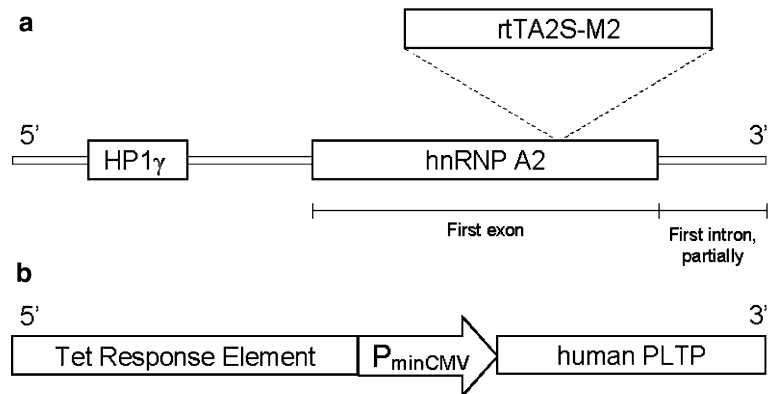 a
rtTA2S-M2
5’ 3’
HP1γ hnRNP A2
First exon First intron,
partially
b
5’ 3’
Tet Response Element PminCMV human PLTP